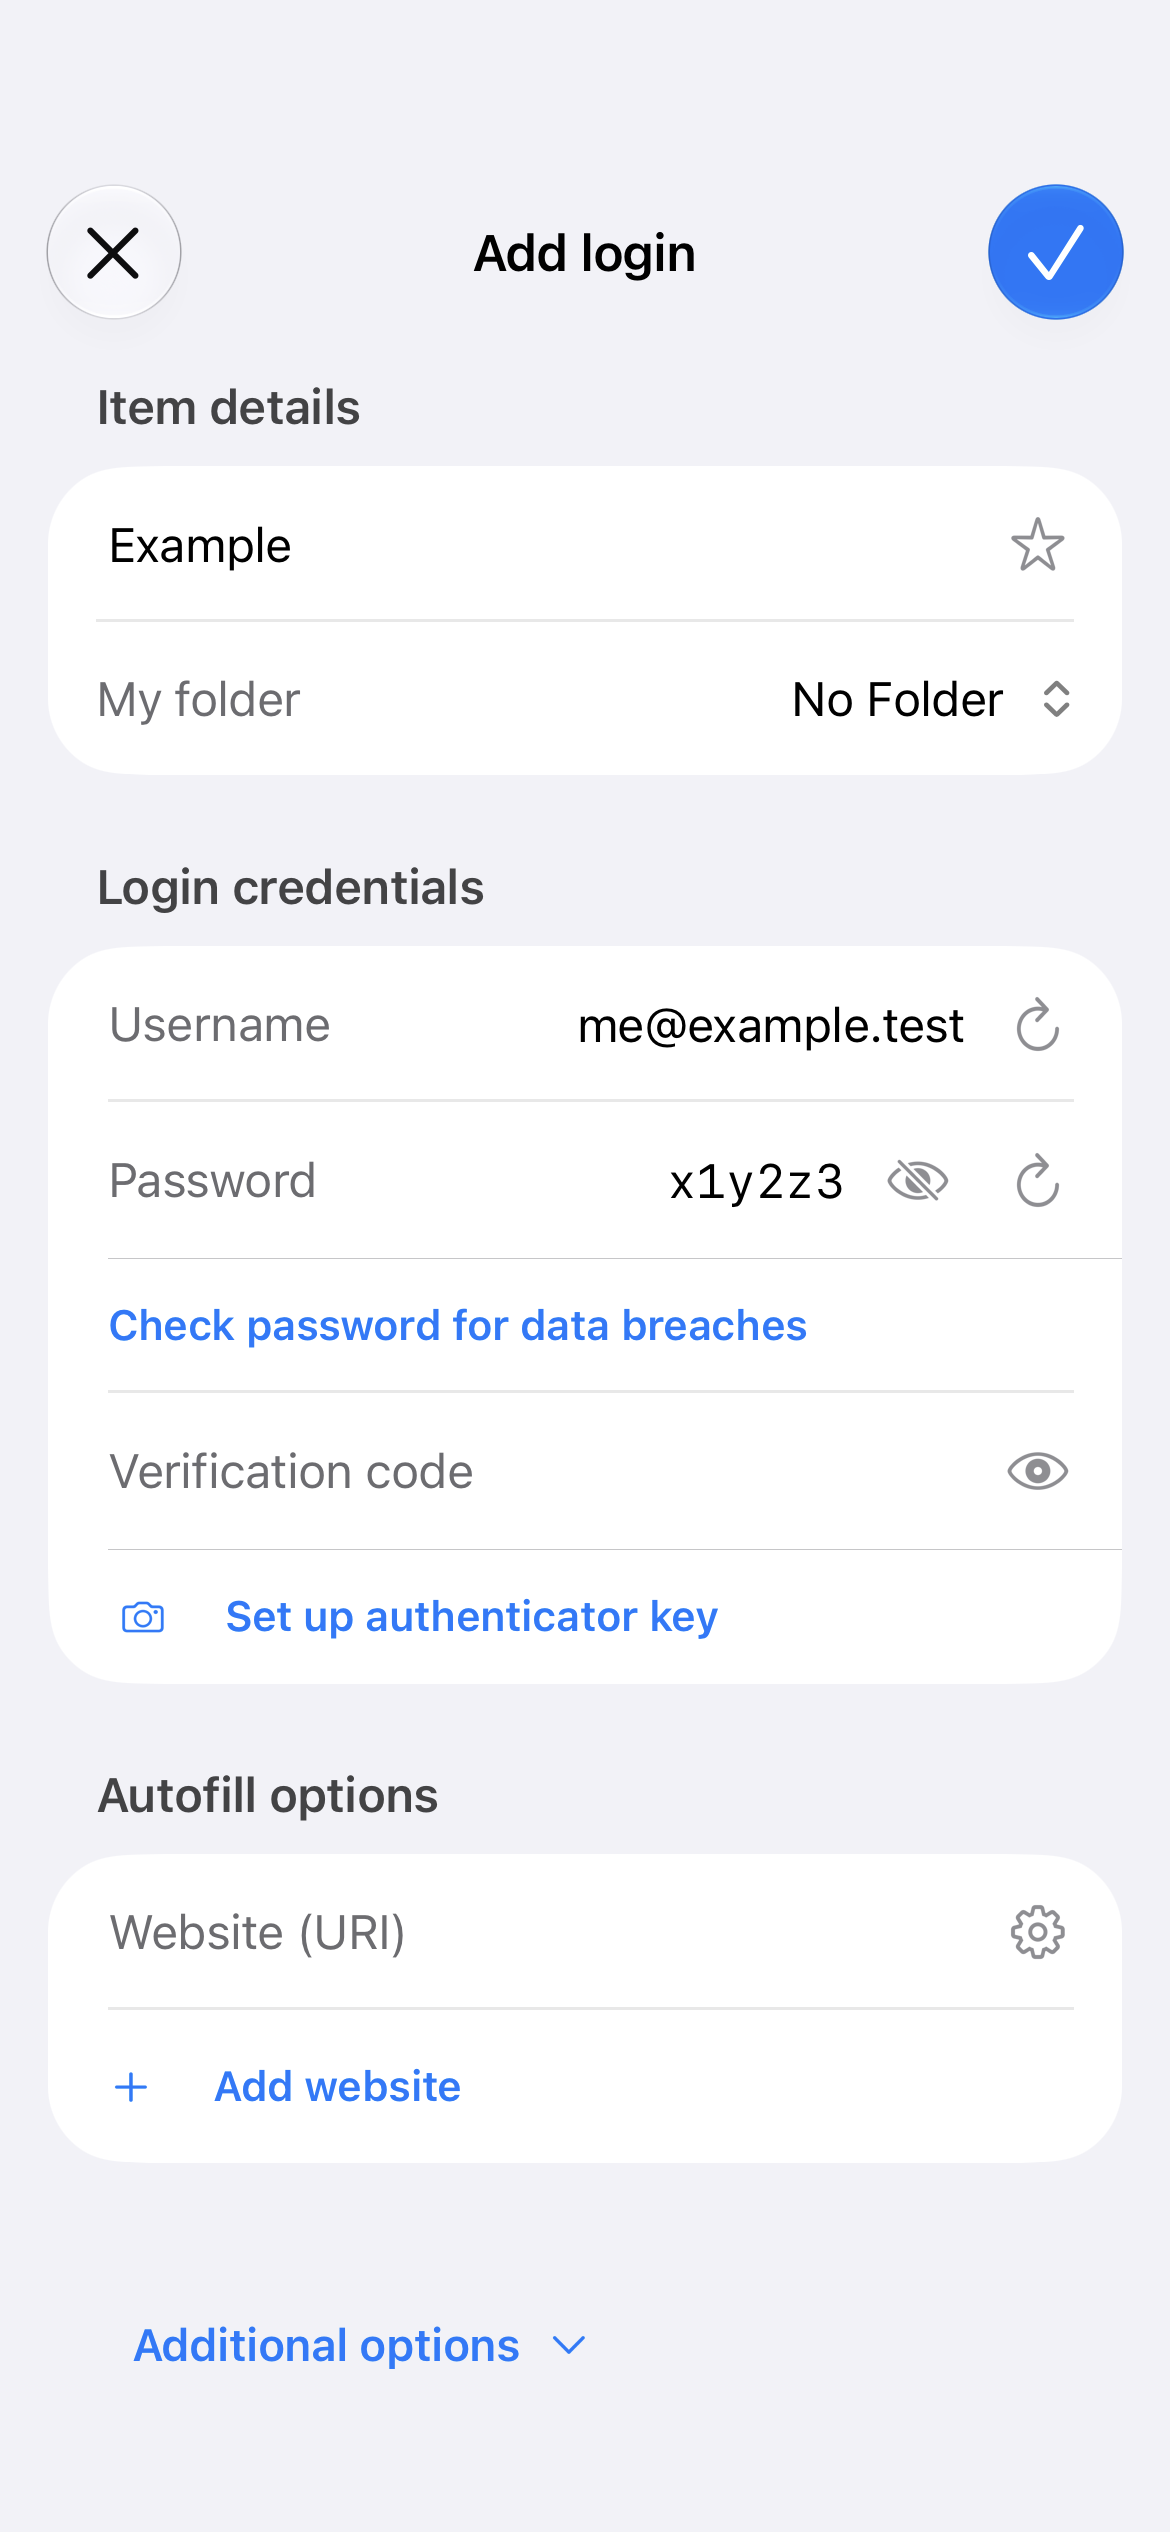 Add login
Item details
Example
My folder No Folder
Login credentials
Username me@example.test
Password x1y2z3
Check password for data breaches
Verification code
Set up authenticator key
Autofill options
Website (URI)
Add website
Additional options